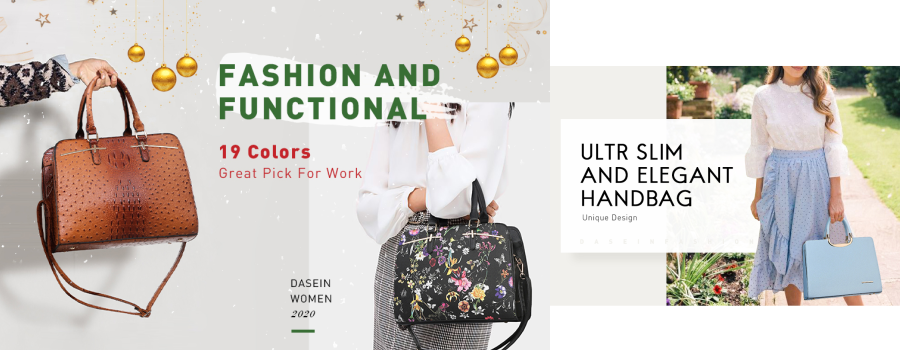 FASHION AND
FUNCTIONAL
19 Colors
Great Pick For Work
DASEIN
WOMEN
2020
ULTR SLIM
AND ELEGANT
HANDBAG
Unique Design